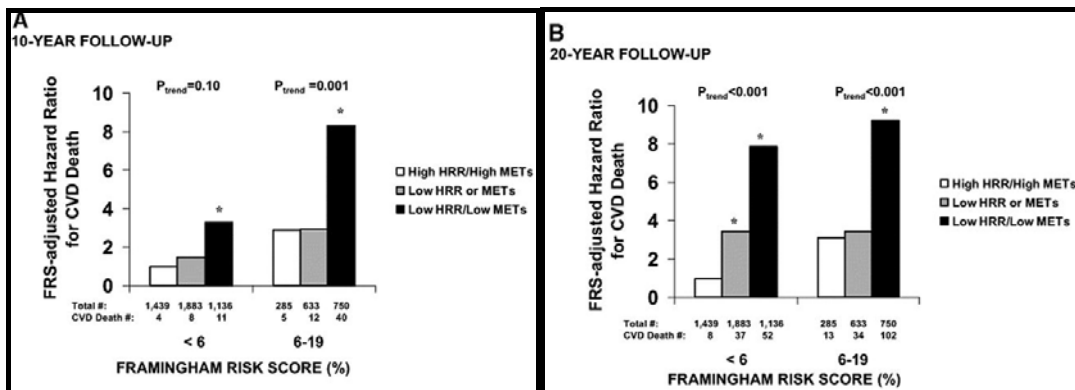 A
10-YEAR FOLLOW-UP
P trend =0.10 P trend =0.001
FRS-adjusted Hazard Ratio
for CVD Death
10
8
6
4
2
0
*
*
High HRR/High METs
Low HRR or METs
Low HRR/Low METs
Total #: 1,439 1,883 1,136 285 633 750
CVD Death #: 4 8 11 5 12 40
< 6 6-19
FRAMINGHAM RISK SCORE (%)
B
20-YEAR FOLLOW-UP
P trend<0.001 P trend<0.001
FRS-adjusted Hazard Ratio
for CVD Death
10
8
6
4
2
0
*
*
*
High HRR/High METs
Low HRR or METs
Low HRR/Low METs
Total #: 1,439 1,883 1,136 285 633 750
CVD Death #: 8 37 52 13 34 102
< 6 6-19
FRAMINGHAM RISK SCORE (%)